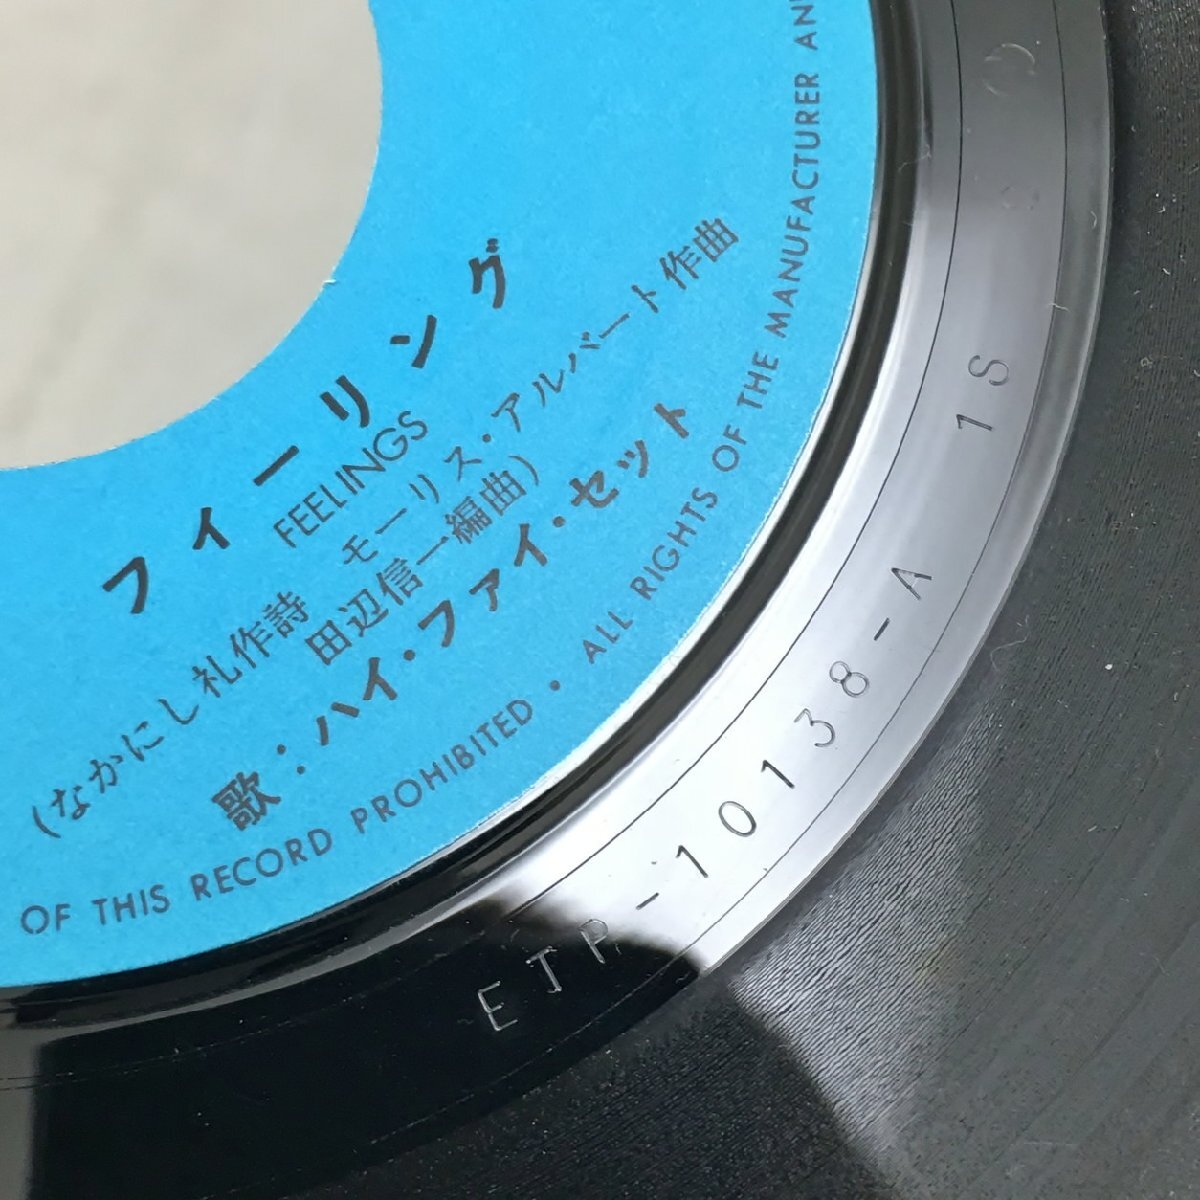 フィーリング
FEELINGS
(なかにし礼作詩 モーリス・アルバート作曲
田辺信一編曲)
歌:ハイ・ファイ・セット
OF THIS RECORD PROHIBITED • ALL RIGHTS OF THE MANUFACTURER AN
ETP-10138-A 1S